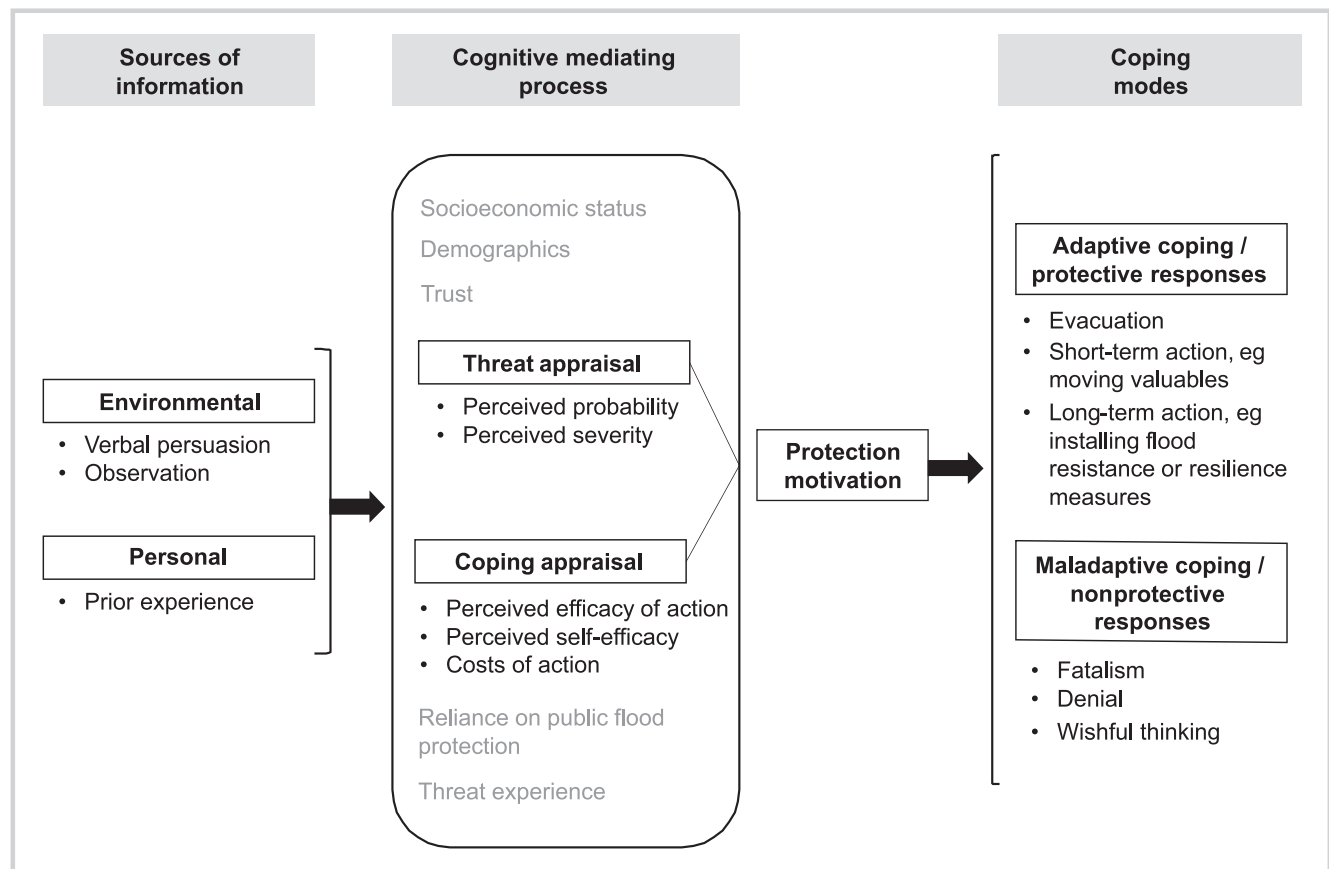 Sources of
information
Cognitive mediating
process
Coping
modes
Environmental
• Verbal persuasion
• Observation
Personal
• Prior experience
Socioeconomic status
Demographics
Trust
Threat appraisal
• Perceived probability
• Perceived severity
Coping appraisal
• Perceived efficacy of action
• Perceived self-efficacy
• Costs of action
Reliance on public flood
protection
Threat experience
Protection
motivation
Adaptive coping /
protective responses
• Evacuation
• Short-term action, eg
moving valuables
• Long-term action, eg
installing flood
resistance or resilience
measures
Maladaptive coping /
nonprotective
responses
• Fatalism
• Denial
• Wishful thinking